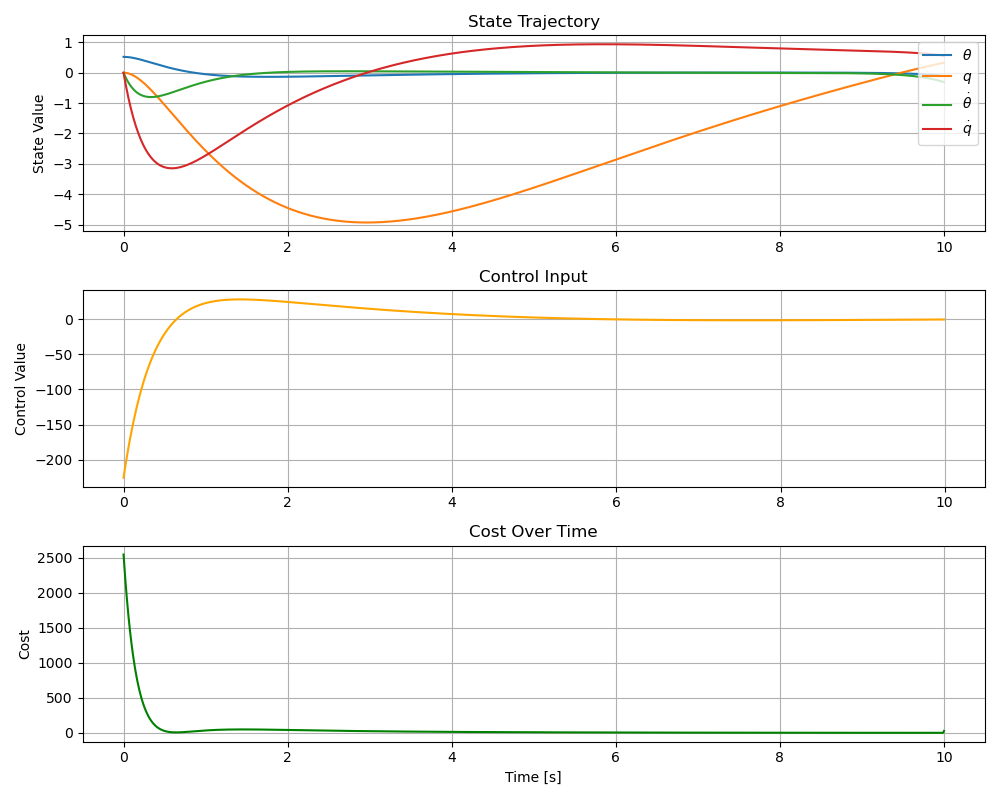 State Trajectory
State Value
1
0
−1
−2
−3
−4
−5
0 2 4 6 8 10
θ
q
θ̇
q̇
Control Input
Control Value
0
−50
−100
−150
−200
0 2 4 6 8 10
Cost Over Time
Cost
2500
2000
1500
1000
500
0
0 2 4 6 8 10
Time [s]